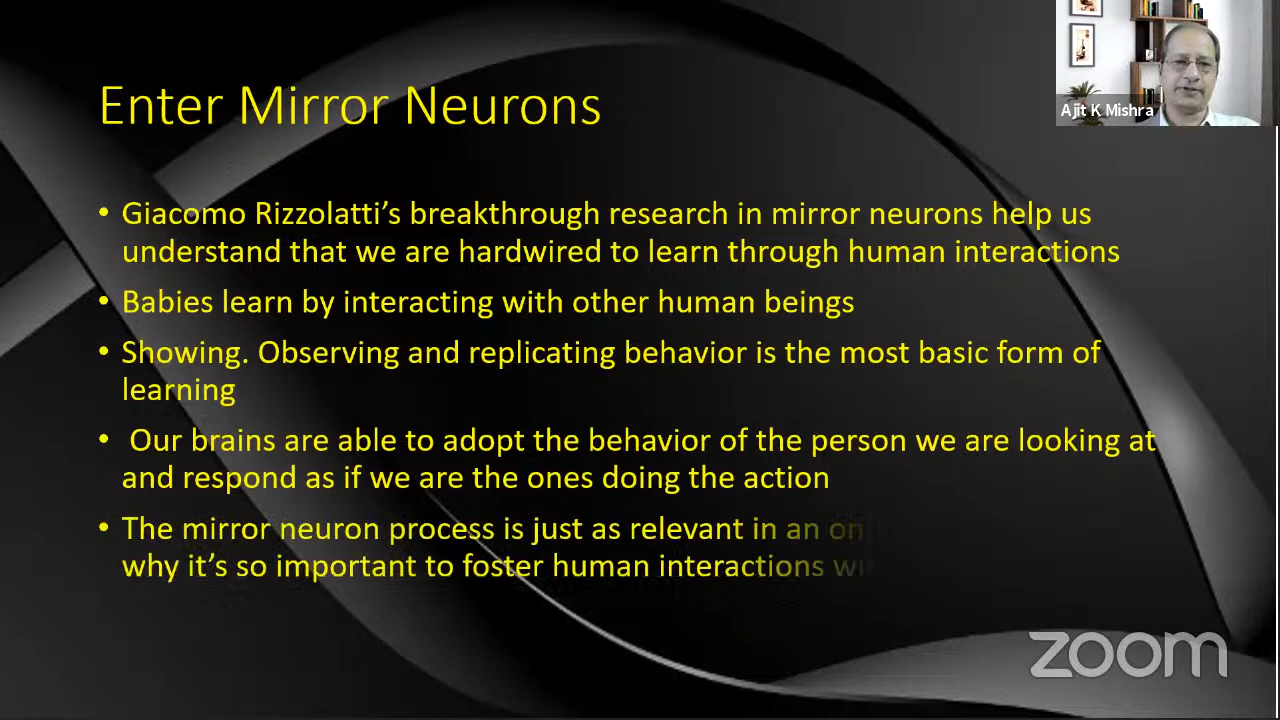 Enter Mirror Neurons
Ajit K Mishra
• Giacomo Rizzolatti’s breakthrough research in mirror neurons help us
understand that we are hardwired to learn through human interactions
• Babies learn by interacting with other human beings
• Showing. Observing and replicating behavior is the most basic form of
learning
• Our brains are able to adopt the behavior of the person we are looking at
and respond as if we are the ones doing the action
• The mirror neuron process is just as relevant in an
why it’s so important to foster human interactions
zoom